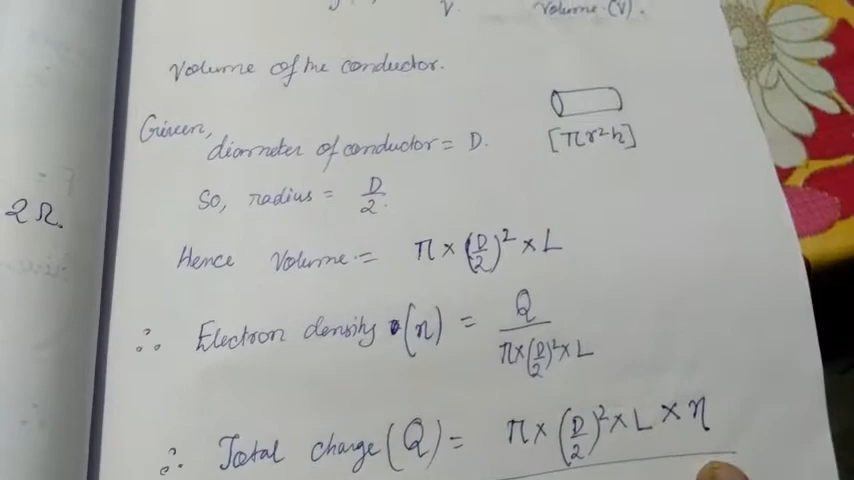 V. Volume (V).
Volume of the conductor.
Given,
diameter of conductor = D.
[πr²h]
So, radius = D/2.
2Ω.
Hence Volume = π × (D/2)² × L
∴ Electron density (n) = Q / π×(D/2)²×L
∴ Total charge (Q) = π × (D/2)² × L × n